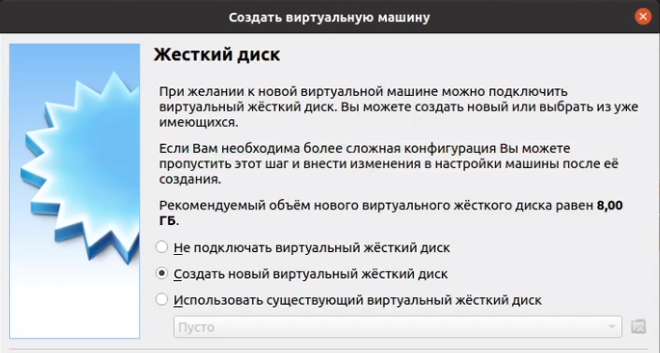 Создать виртуальную машину
Жесткий диск
При желании к новой виртуальной машине можно подключить
виртуальный жёсткий диск. Вы можете создать новый или выбрать из уже
имеющихся.
Если Вам необходима более сложная конфигурация Вы можете
пропустить этот шаг и внести изменения в настройки машины после её
создания.
Рекомендуемый объём нового виртуального жёсткого диска равен 8,00
ГБ.
Не подключать виртуальный жёсткий диск
Создать новый виртуальный жёсткий диск
Использовать существующий виртуальный жёсткий диск
Пусто